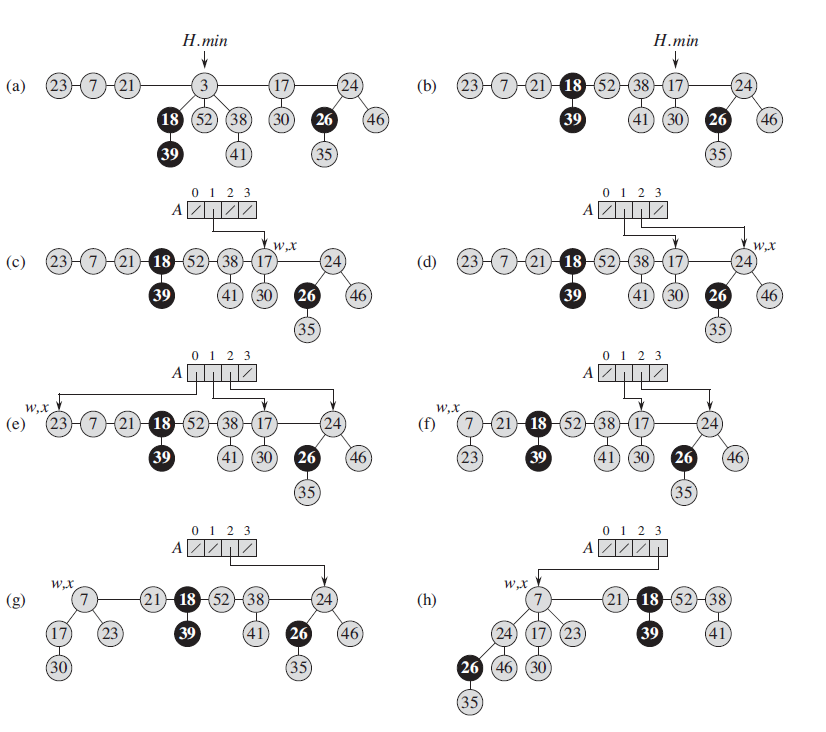 H.min H.min
(a) 23 7 21 3 17 24 (b) 23 7 21 18 52 38 17 24
18 52 38 30 26 46 39 41 30 26 46
39 41 35 35
0 1 2 3 0 1 2 3
A A
w,x w,x
(c) 23 7 21 18 52 38 17 24 (d) 23 7 21 18 52 38 17 24
39 41 30 26 46 39 41 30 26 46
35 35
0 1 2 3 0 1 2 3
A A
w,x w,x
(e) 23 7 21 18 52 38 17 24 (f) 7 21 18 52 38 17 24
39 41 30 26 46 23 39 41 30 26 46
35 35
0 1 2 3 0 1 2 3
A A
w,x w,x
(g) 7 21 18 52 38 24 (h) 7 21 18 52 38
17 23 39 41 26 46 24 17 23 39 41
30 35 26 46 30
35